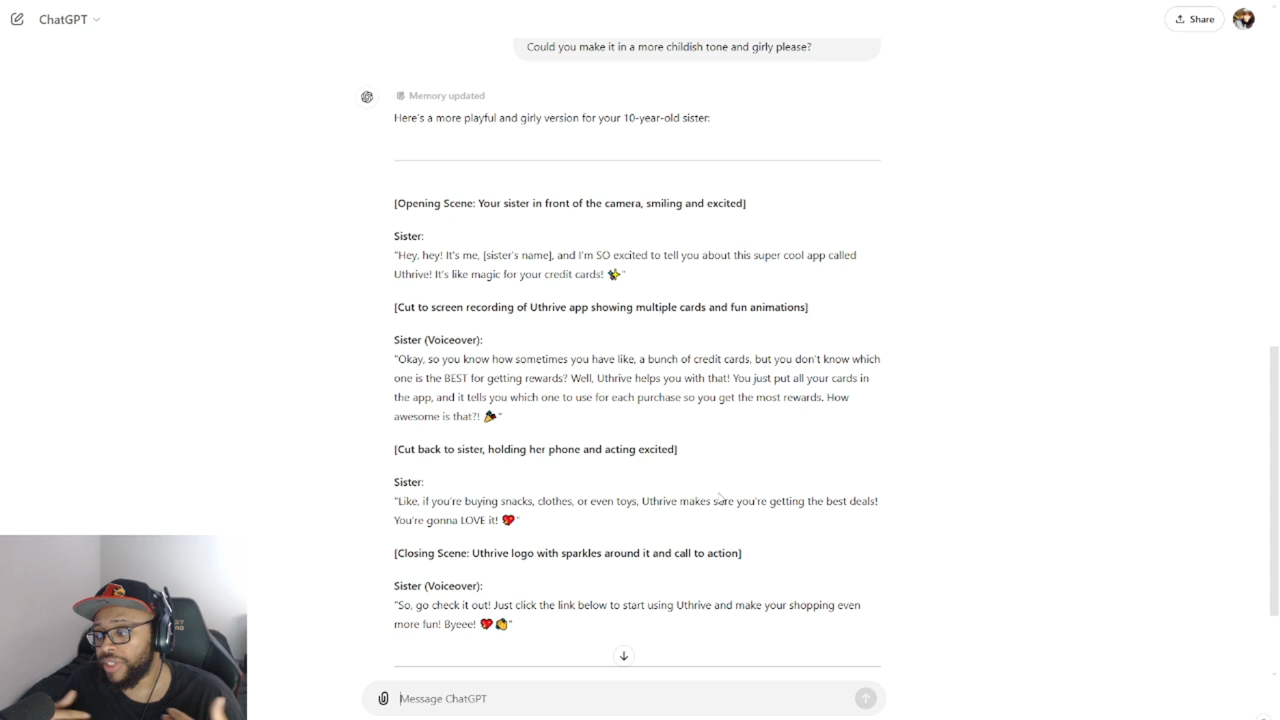 ChatGPT
Share
Could you make it in a more childish tone and girly please?
Memory updated
Here's a more playful and girly version for your 10-year-old sister:
[Opening Scene: Your sister in front of the camera, smiling and excited]
Sister:
"Hey, hey! It's me, [sister's name], and I'm SO excited to tell you about this super cool app called
Uthrive! It's like magic for your credit cards! ✨"
[Cut to screen recording of Uthrive app showing multiple cards and fun animations]
Sister (Voiceover):
"Okay, so you know how sometimes you have like, a bunch of credit cards, but you don't know which
one is the BEST for getting rewards? Well, Uthrive helps you with that! You just put all your cards in
the app, and it tells you which one to use for each purchase so you get the most rewards. How
awesome is that?! 🎉"
[Cut back to sister, holding her phone and acting excited]
Sister:
"Like, if you're buying snacks, clothes, or even toys, Uthrive makes sure you're getting the best deals!
You're gonna LOVE it! 💖"
[Closing Scene: Uthrive logo with sparkles around it and call to action]
Sister (Voiceover):
"So, go check it out! Just click the link below to start using Uthrive and make your shopping even
more fun! Byeee! 💖👏"
Message ChatGPT